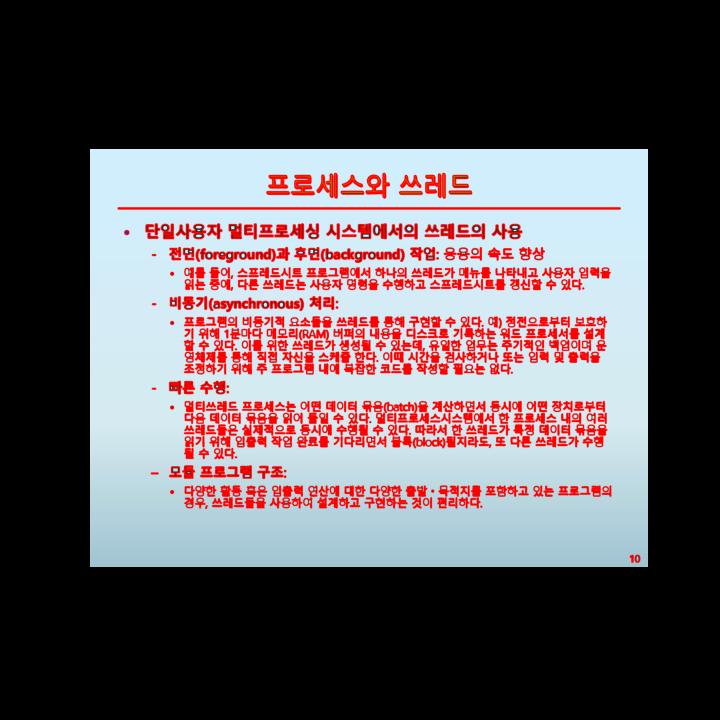 프로세스와 쓰레드
• 단일사용자 멀티프로세싱 시스템에서의 쓰레드의 사용
- 전면(foreground)과 후면(background) 작업: 응용의 속도 향상
• 예를 들어, 스프레드시트 프로그램에서 하나의 쓰레드가 메뉴를 나타내고 사용자 입력을
읽는 중에, 다른 쓰레드는 사용자 명령을 수행하고 스프레드시트를 갱신할 수 있다.
- 비동기(asynchronous) 처리:
• 프로그램의 비동기적 요소들을 쓰레드를 통해 구현할 수 있다. 예) 정전으로부터 보호하
기 위해 1분마다 메모리(RAM) 버퍼의 내용을 디스크로 기록하는 워드 프로세서를 설계
할 수 있다. 이를 위한 쓰레드가 생성될 수 있는데, 유일한 업무는 주기적인 백업이며 운
영체제를 통해 직접 자신을 스케줄 한다. 이때 시간을 검사하거나 또는 입력 및 출력을
조정하기 위해 주 프로그램 내에 복잡한 코드를 작성할 필요는 없다.
- 빠른 수행:
• 멀티쓰레드 프로세스는 어떤 데이터 묶음(batch)을 계산하면서 동시에 어떤 장치로부터
다음 데이터 묶음을 읽어 들일 수 있다. 멀티프로세스시스템에서 한 프로세스 내의 여러
쓰레드들은 실제적으로 동시에 수행될 수 있다. 따라서 한 쓰레드가 특정 데이터 묶음을
읽기 위해 입출력 작업 완료를 기다리면서 블록(block)될지라도, 또 다른 쓰레드가 수행
될 수 있다.
– 모듈 프로그램 구조:
• 다양한 활동 혹은 입출력 연산에 대한 다양한 출발・목적지를 포함하고 있는 프로그램의
경우, 쓰레드들을 사용하여 설계하고 구현하는 것이 편리하다.
10